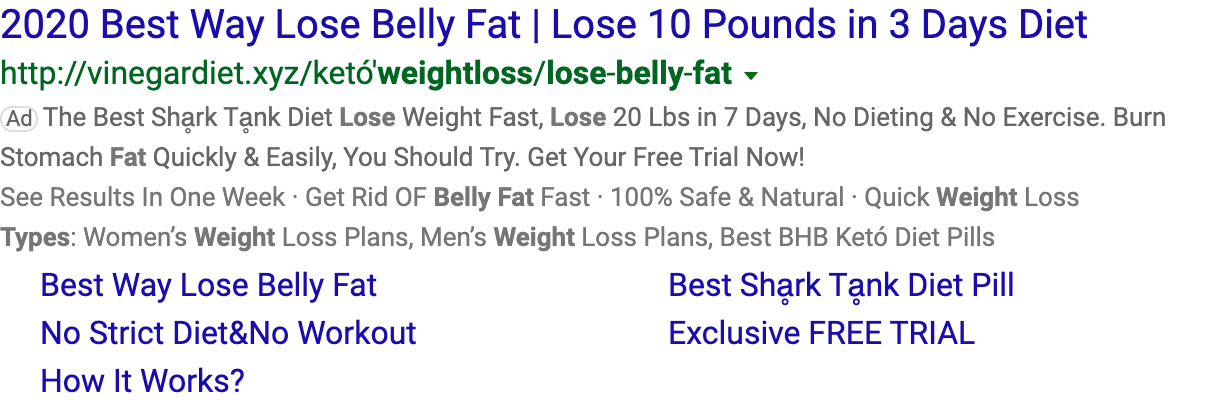 2020 Best Way Lose Belly Fat | Lose 10 Pounds in 3 Days Diet
http://vinegardiet.xyz/ketó'weightloss/lose-belly-fat
Ad The Best Sḁrk Tḁnk Diet Lose Weight Fast, Lose 20 Lbs in 7 Days, No Dieting & No Exercise. Burn
Stomach Fat Quickly & Easily, You Should Try. Get Your Free Trial Now!
See Results In One Week · Get Rid OF Belly Fat Fast · 100% Safe & Natural · Quick Weight Loss
Types: Women’s Weight Loss Plans, Men’s Weight Loss Plans, Best BHB Ketó Diet Pills
Best Way Lose Belly Fat
Best Shḁrk Tḁnk Diet Pill
No Strict Diet&No Workout
Exclusive FREE TRIAL
How It Works?